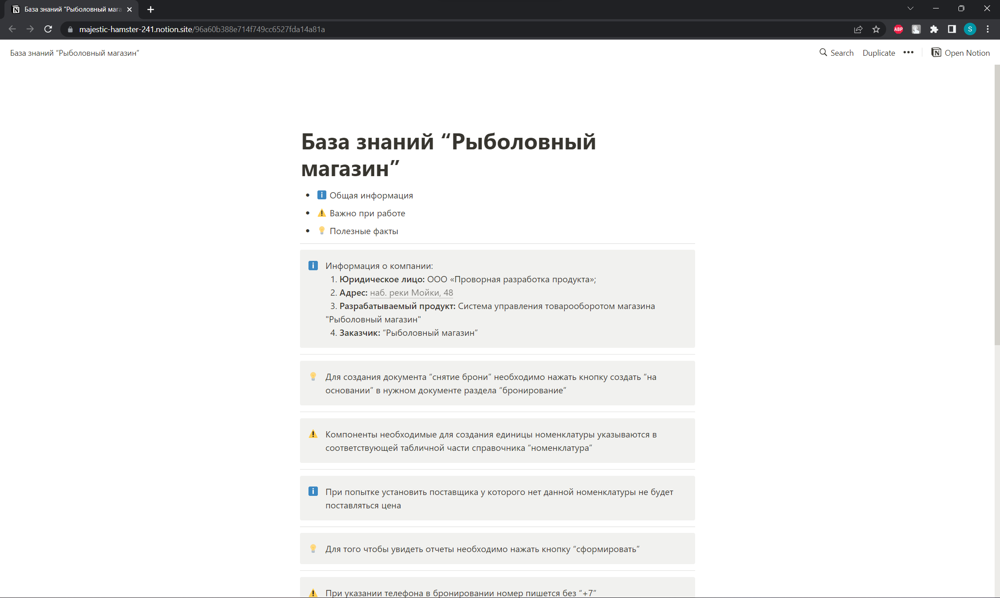 База знаний “Рыболовный мага
majestic-hamster-241.notion.site/96a60b388e714f749cc6527fda14a81a
ABP
S
База знаний “Рыболовный магазин”
Search Duplicate ••• Open Notion
База знаний “Рыболовный
магазин”
• Общая информация
• Важно при работе
• Полезные факты
Информация о компании:
1. Юридическое лицо: ООО «Проворная разработка продукта»;
2. Адрес: наб. реки Мойки, 48
3. Разрабатываемый продукт: Система управления товарооборотом магазина
"Рыболовный магазин"
4. Заказчик: “Рыболовный магазин”
Для создания документа “снятие брони” необходимо нажать кнопку создать “на
основании” в нужном документе раздела “бронирование”
Компоненты необходимые для создания единицы номенклатуры указываются в
соответствующей табличной части справочника “номенклатура”
При попытке установить поставщика у которого нет данной номенклатуры не будет
поставляться цена
Для того чтобы увидеть отчеты необходимо нажать кнопку “сформировать”
При указании телефона в бронировании номер пишется без “+7”